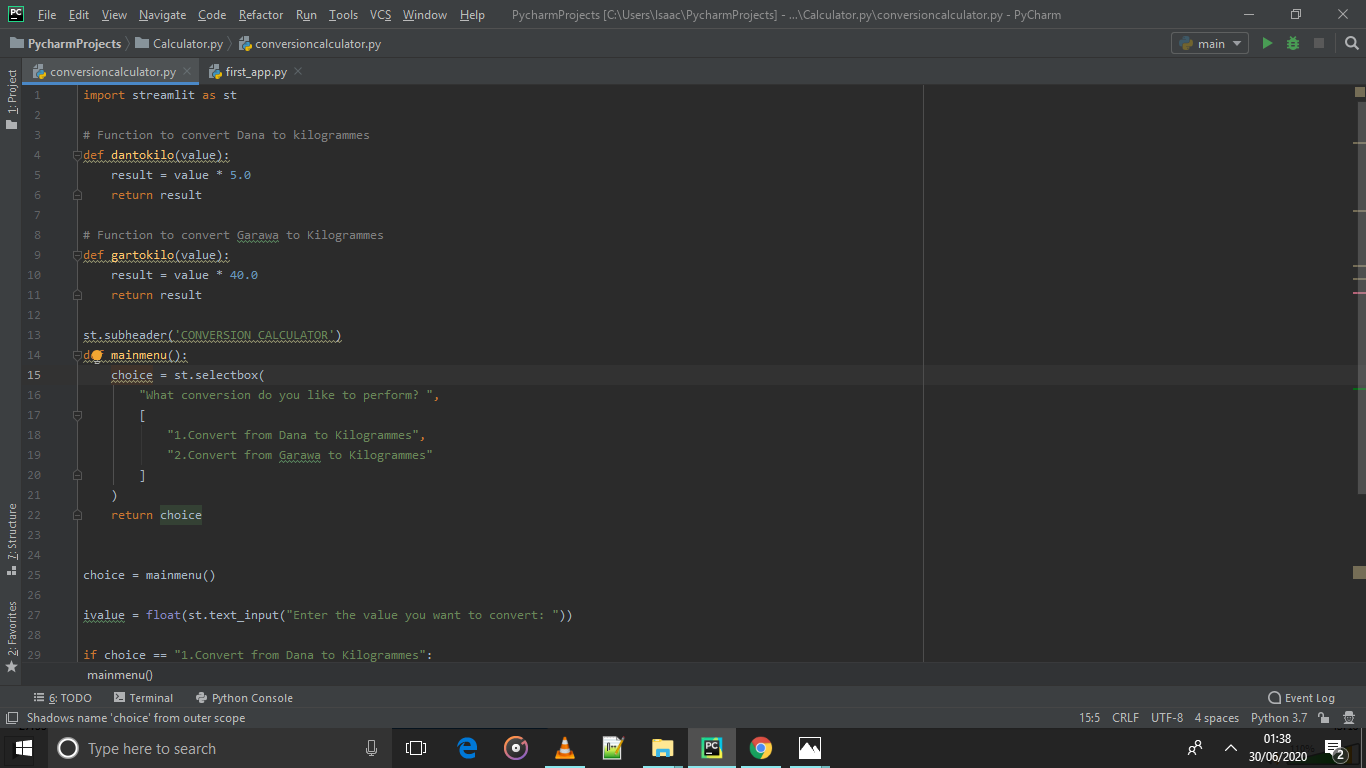 PC File Edit View Navigate Code Refactor Run Tools VCS Window Help PycharmProjects [C:\Users\Isaac\PycharmProjects] - ...\Calculator.py\conversioncalculator.py - PyCharm
PycharmProjects Calculator.py conversioncalculator.py main
conversioncalculator.py first_app.py
1: Project
7: Structure
2: Favorites
1 import streamlit as st
2
3 # Function to convert Dana to kilogrammes
4 def dantokilo(value):
5     result = value * 5.0
6     return result
7
8 # Function to convert Garawa to Kilogrammes
9 def gartokilo(value):
10     result = value * 40.0
11     return result
12
13 st.subheader('CONVERSION CALCULATOR')
14 def mainmenu():
15     choice = st.selectbox(
16         "What conversion do you like to perform? ",
17         [
18             "1.Convert from Dana to Kilogrammes",
19             "2.Convert from Garawa to Kilogrammes"
20         ]
21     )
22     return choice
23
24
25 choice = mainmenu()
26
27 ivalue = float(st.text_input("Enter the value you want to convert: "))
28
29 if choice == "1.Convert from Dana to Kilogrammes":
mainmenu()
6: TODO Terminal Python Console Event Log
Shadows name 'choice' from outer scope 15:5 CRLF UTF-8 4 spaces Python 3.7
Type here to search PC 01:38
30/06/2020 2